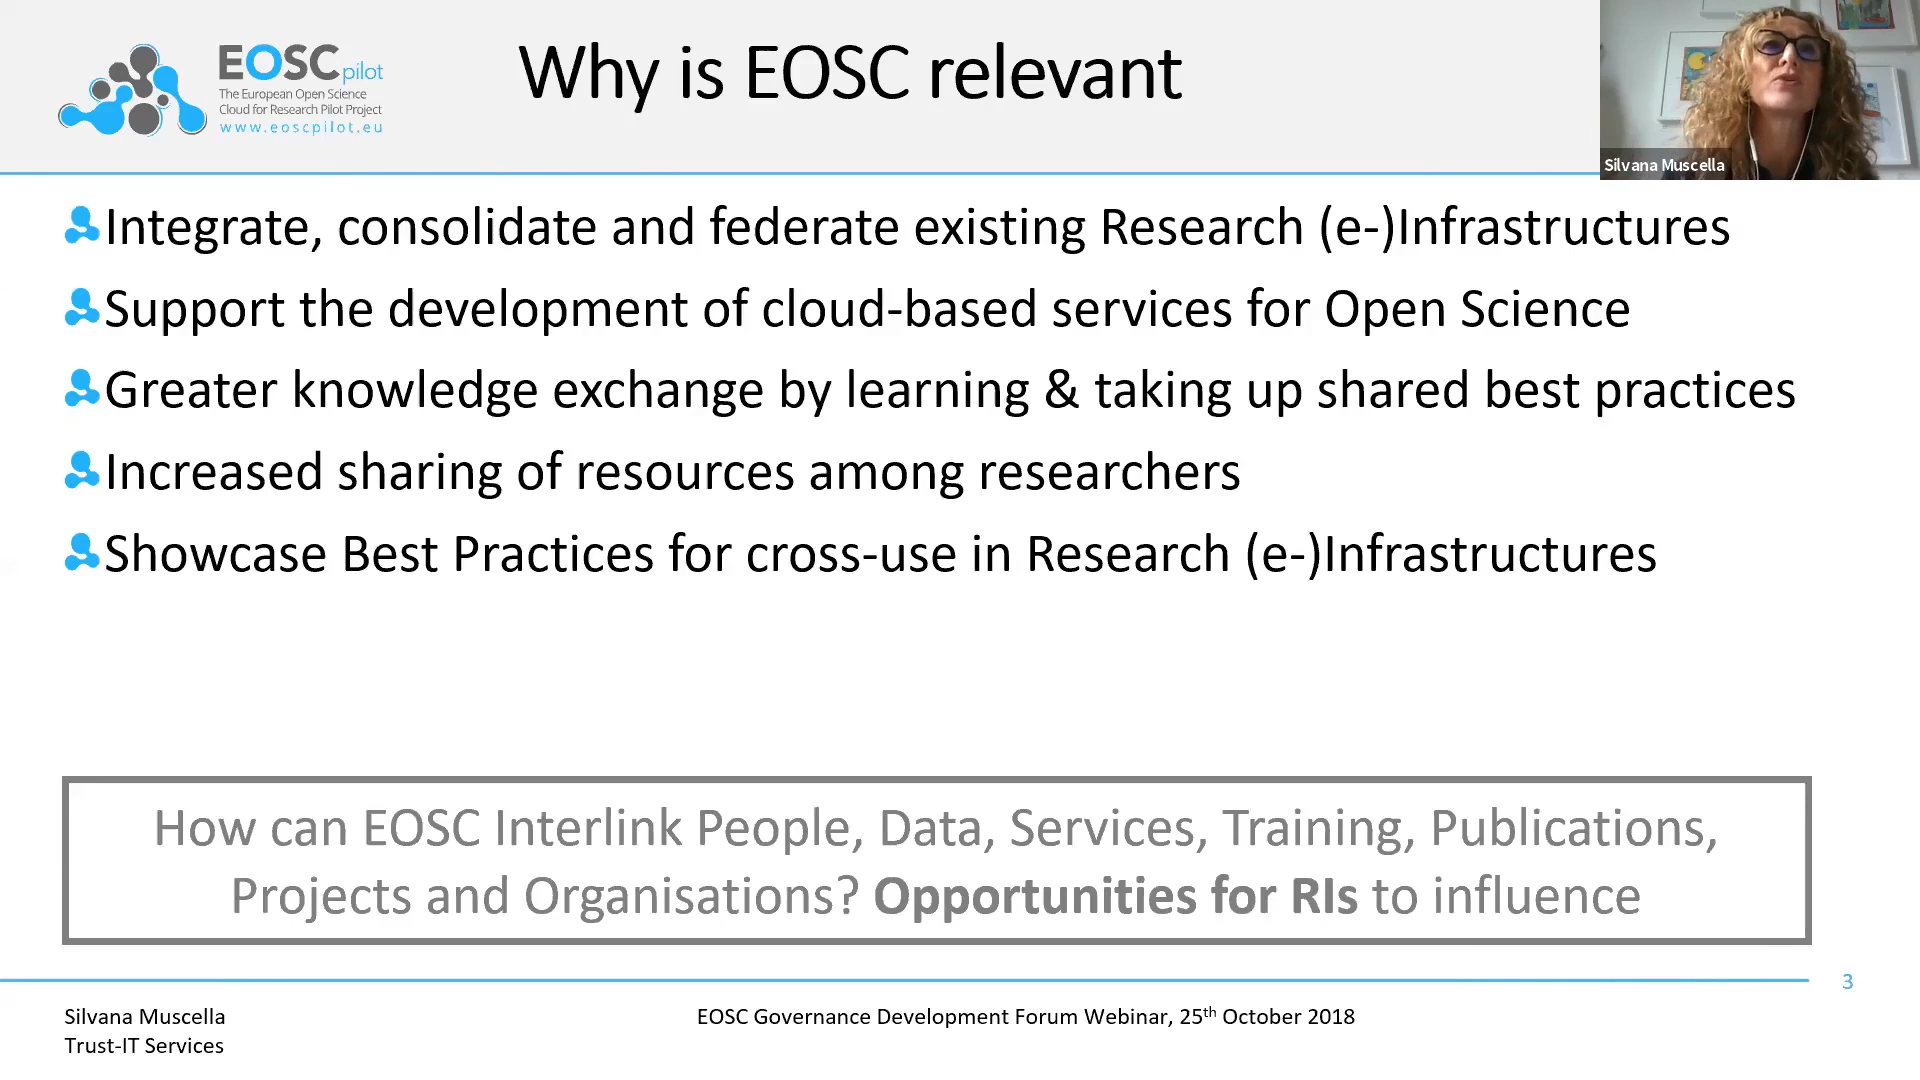 EOSCpilot
The European Open Science
Cloud for Research Pilot Project
www.eoscpilot.eu
Why is EOSC relevant
Silvana Muscella
Integrate, consolidate and federate existing Research (e-)Infrastructures
Support the development of cloud-based services for Open Science
Greater knowledge exchange by learning & taking up shared best practices
Increased sharing of resources among researchers
Showcase Best Practices for cross-use in Research (e-)Infrastructures
How can EOSC Interlink People, Data, Services, Training, Publications,
Projects and Organisations? Opportunities for RIs to influence
3
Silvana Muscella
Trust-IT Services
EOSC Governance Development Forum Webinar, 25th October 2018